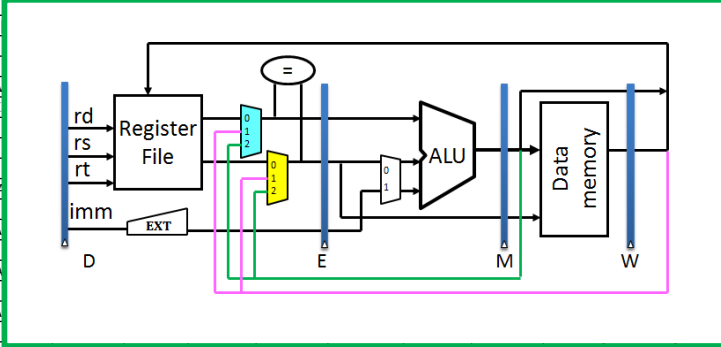 =
rd
rs
rt
imm
Register
File
EXT
0
1
2
0
1
2
0
1
ALU
Data
memory
D
E
M
W